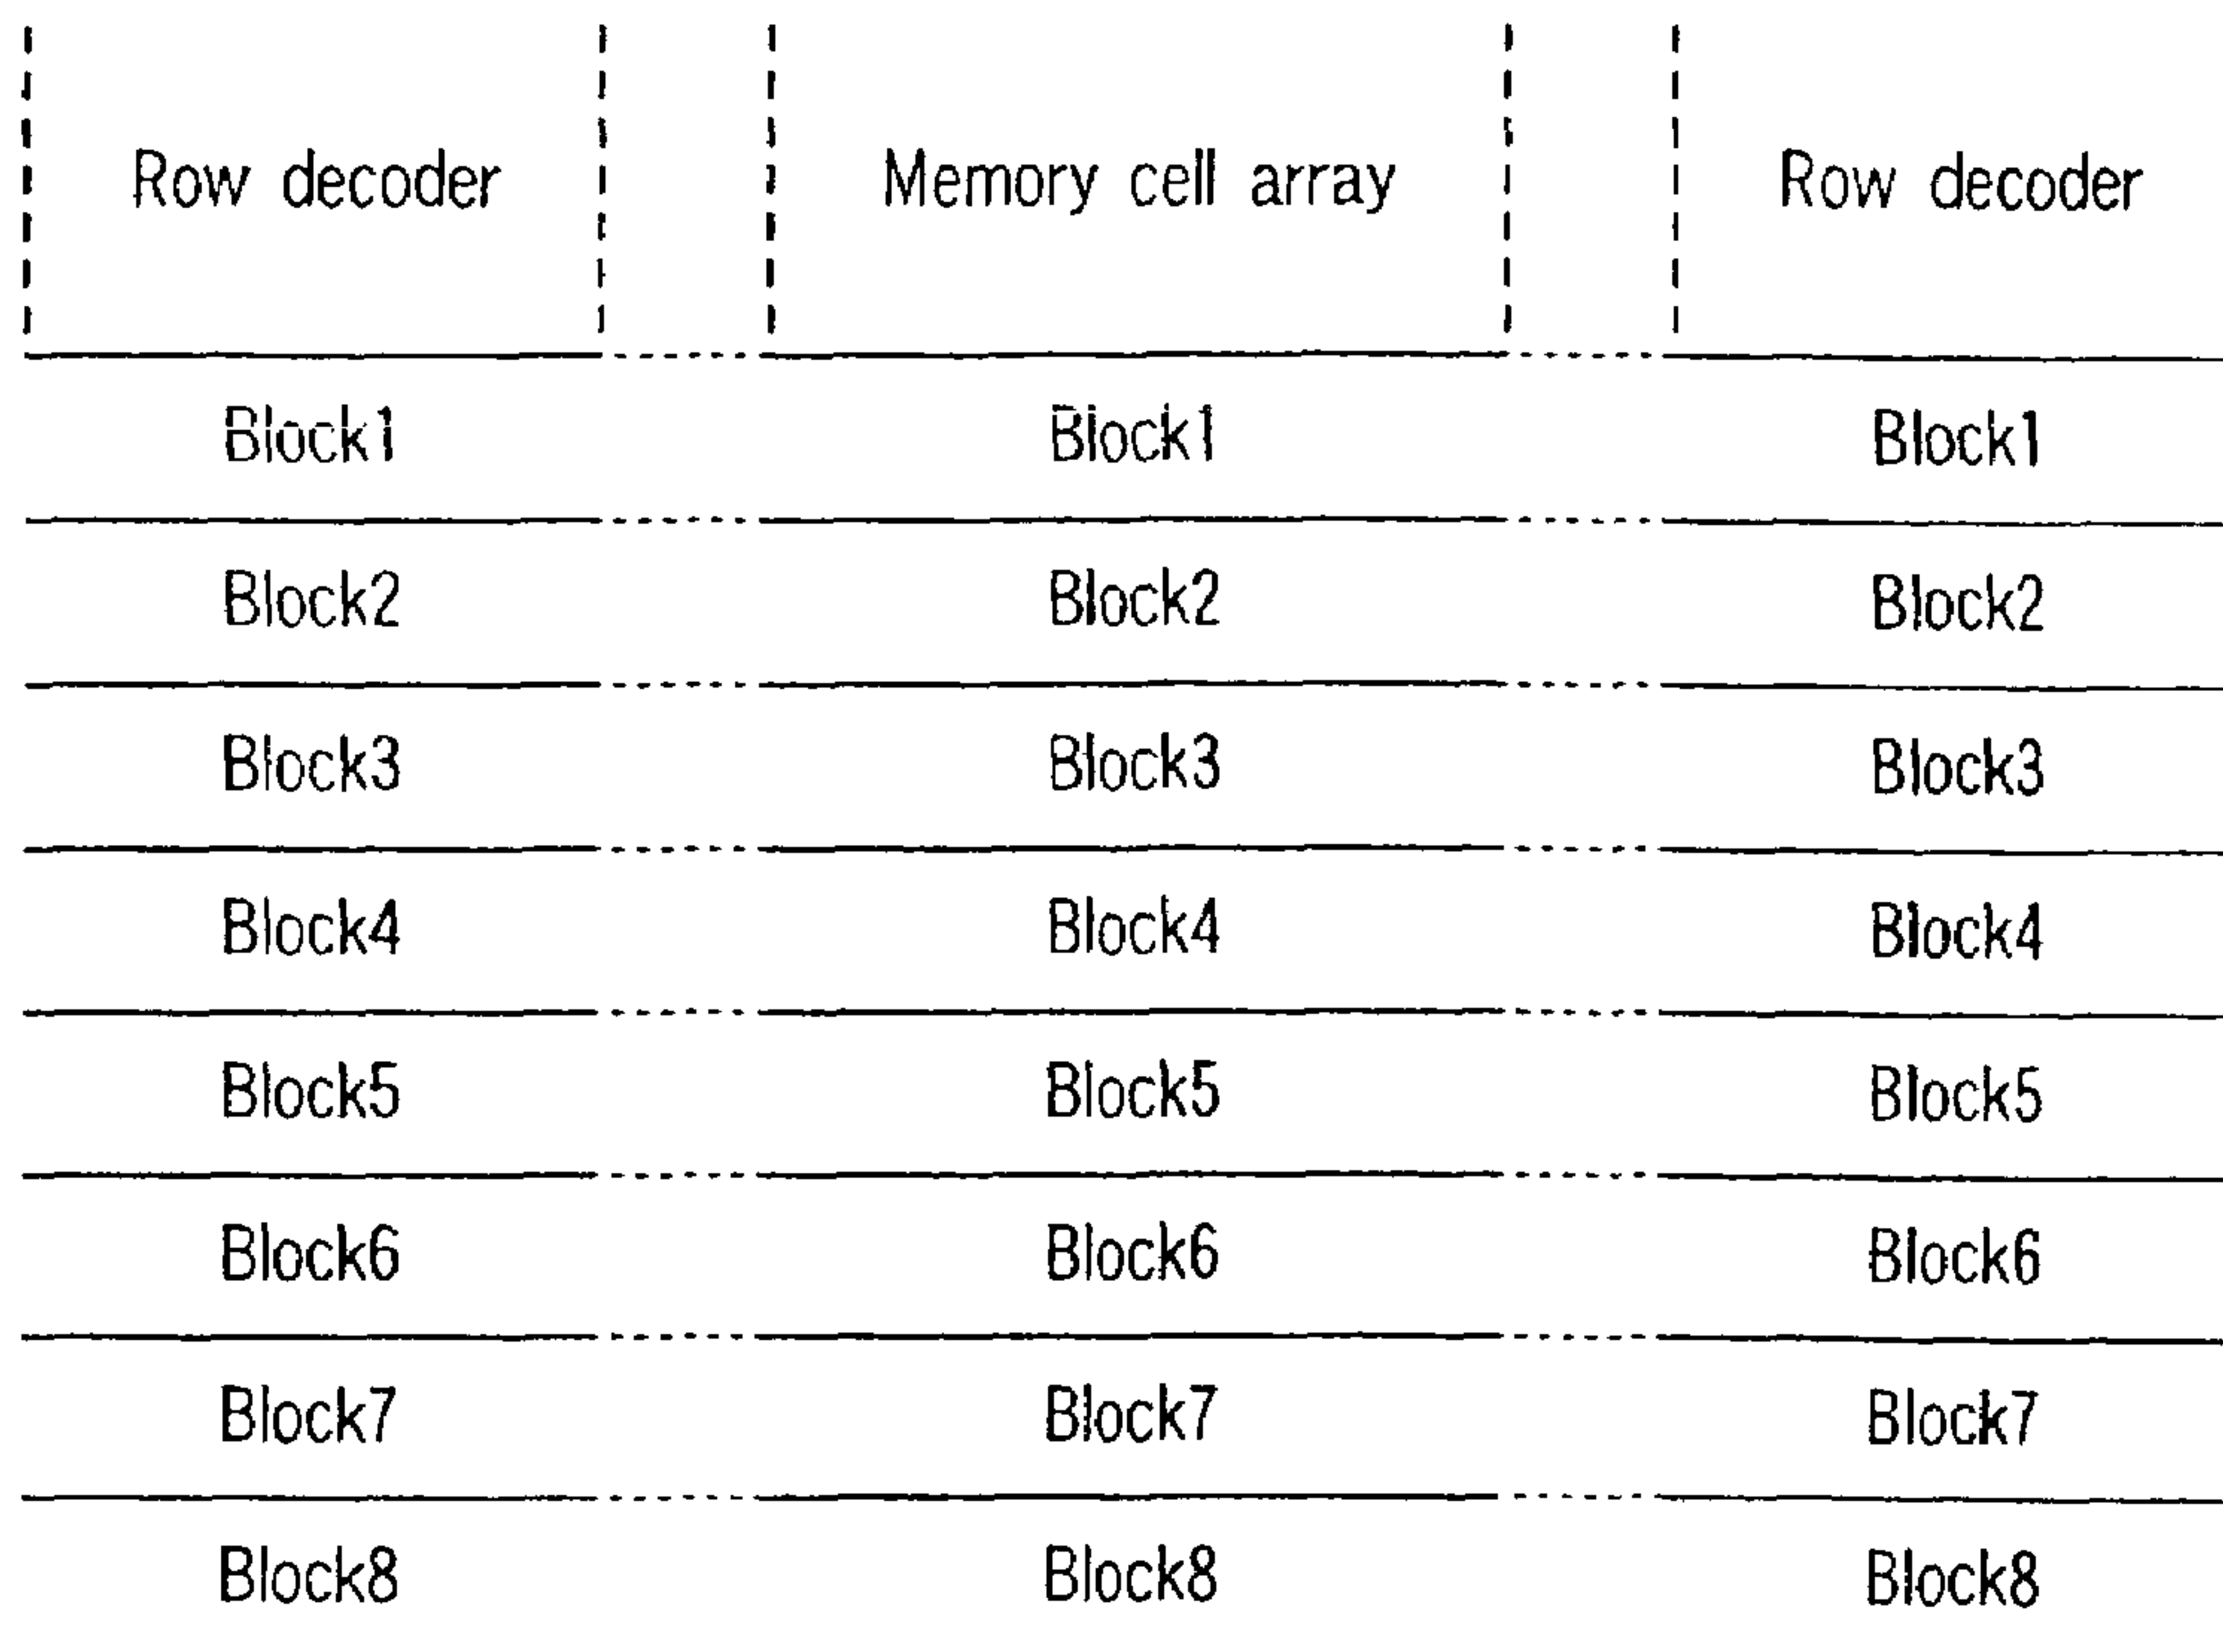 Row decoder Memory cell array Row decoder
Block1 Block1 Block1
Block2 Block2 Block2
Block3 Block3 Block3
Block4 Block4 Block4
Block5 Block5 Block5
Block6 Block6 Block6
Block7 Block7 Block7
Block8 Block8 Block8